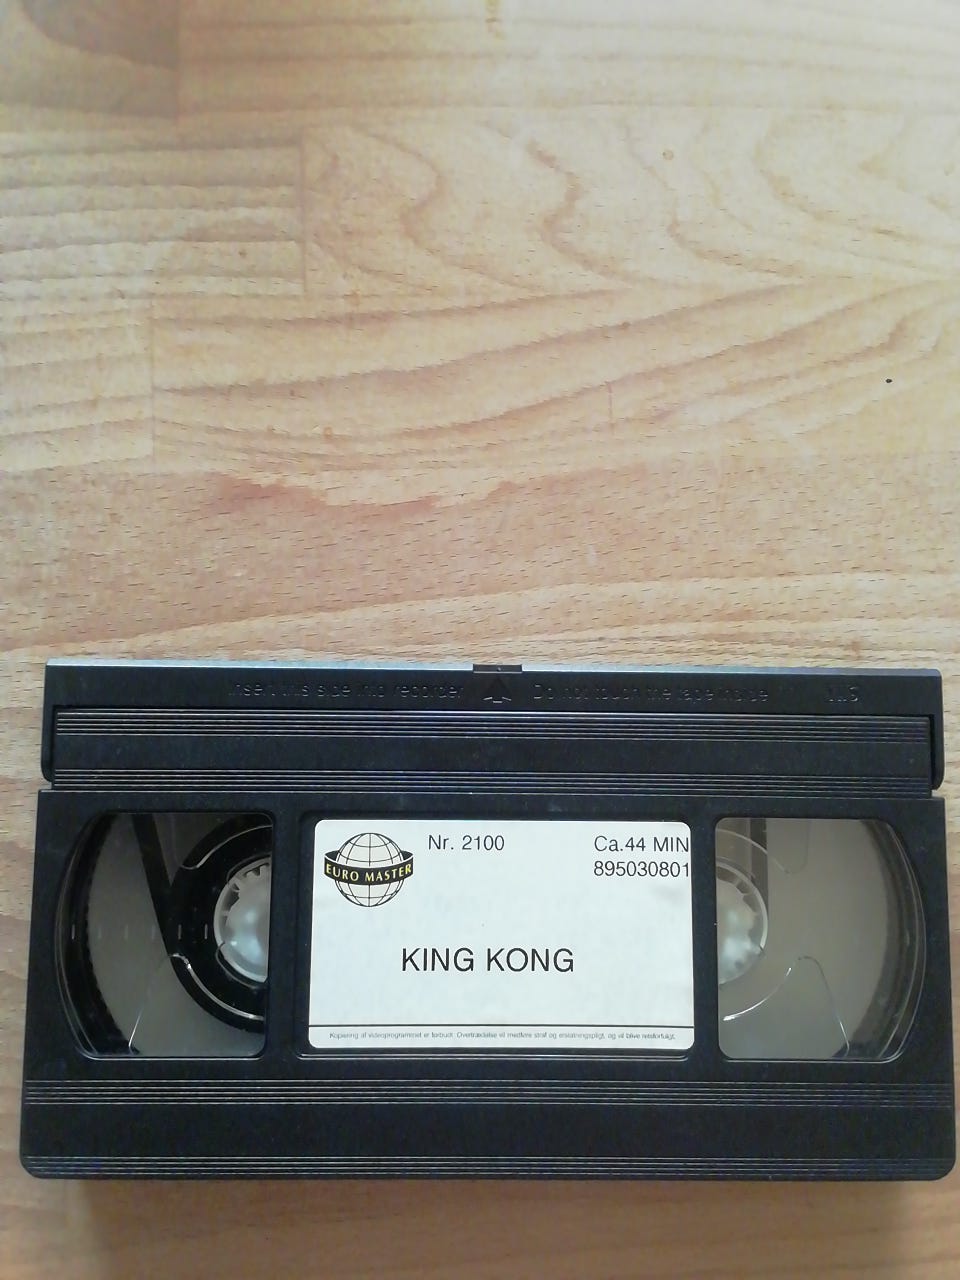 Insert this side into recorder Do not touch the tape inside VHS
Nr. 2100 Ca.44 MIN
895030801
EURO MASTER
KING KONG
Kopiering af videoprogrammet er forbudt. Overtrædelse vil medføre straf og erstatningspligt, og vil blive retsforfulgt.